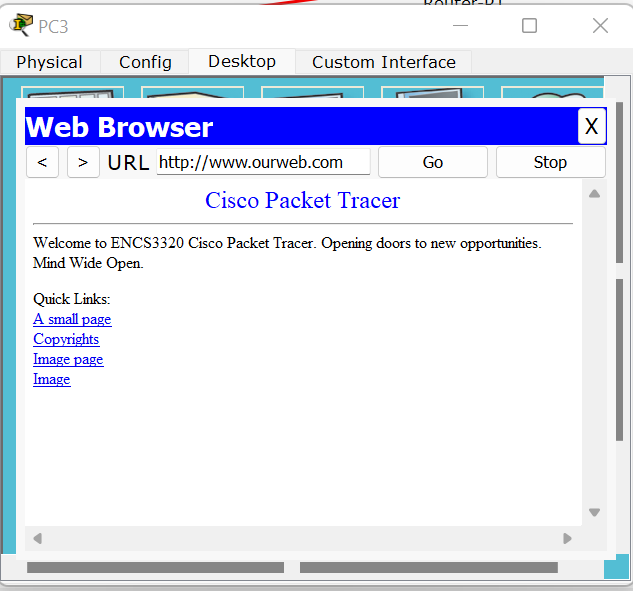 Router-PT
PC3
Physical Config Desktop Custom Interface
Web Browser X
< > URL http://www.ourweb.com Go Stop
Cisco Packet Tracer
Welcome to ENCS3320 Cisco Packet Tracer. Opening doors to new opportunities.
Mind Wide Open.
Quick Links:
A small page
Copyrights
Image page
Image